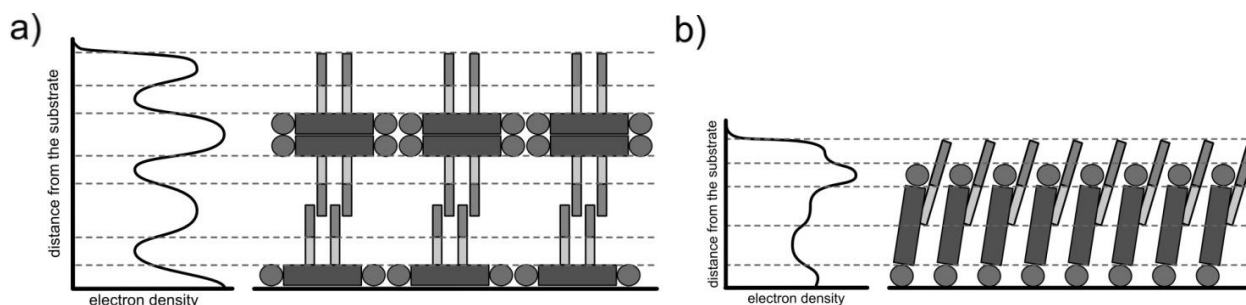 a)
distance from the substrate
electron density
b)
distance from the substrate
electron density